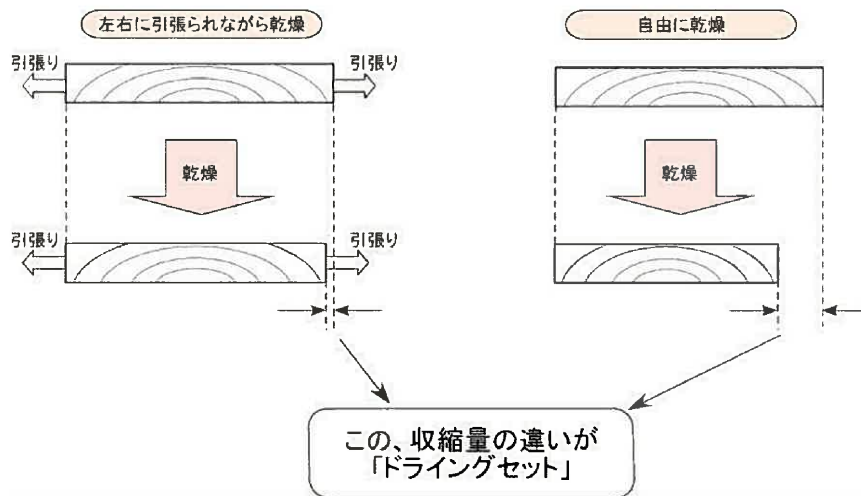 左右に引張られながら乾燥
自由に乾燥
引張り
引張り
乾燥
乾燥
引張り
引張り
この、収縮量の違いが
「ドライングセット」